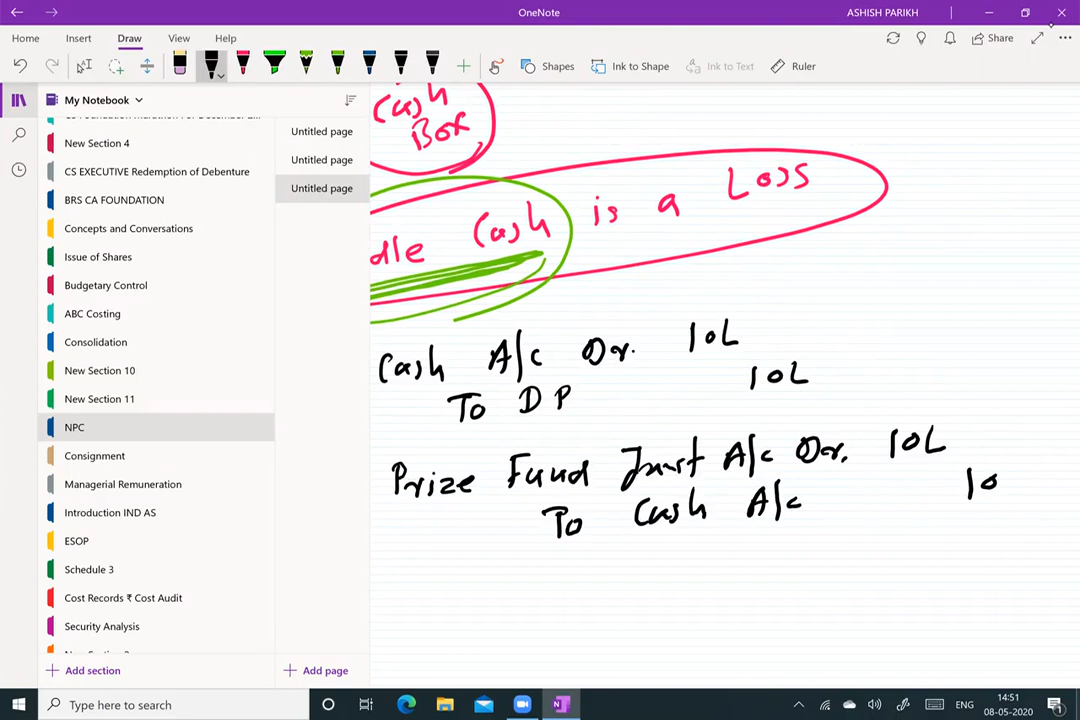 OneNote
ASHISH PARIKH
Home Insert Draw View Help
Share
Shapes
Ink to Shape
Ink to Text
Ruler
My Notebook
New Section 4
CS EXECUTIVE Redemption of Debenture
BRS CA FOUNDATION
Concepts and Conversations
Issue of Shares
Budgetary Control
ABC Costing
Consolidation
New Section 10
New Section 11
NPC
Consignment
Managerial Remuneration
Introduction IND AS
ESOP
Schedule 3
Cost Records ₹ Cost Audit
Security Analysis
Add section
Untitled page
Untitled page
Untitled page
Add page
Cash
Box
dle Cash is a Loss
Cash A/c Dr. 10L
To DP 10L
Prize Fund Inust A/c Dr. 10L
To Cash A/c 10
Type here to search
ENG
14:51
08-05-2020
1